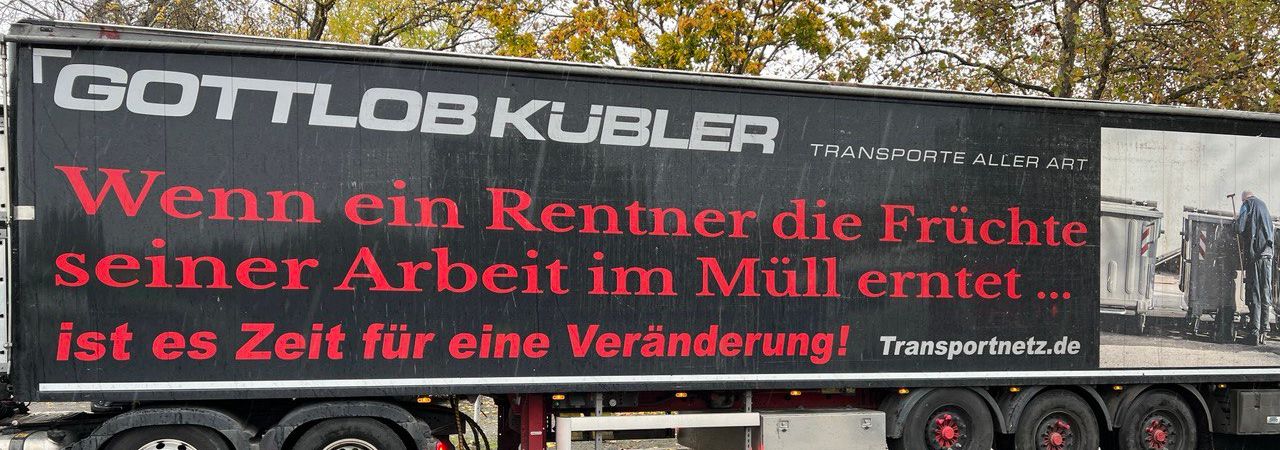 GOTTLOB KÜBLER
TRANSPORTE ALLER ART
Wenn ein Rentner die Früchte
seiner Arbeit im Müll erntet ...
ist es Zeit für eine Veränderung!
Transportnetz.de